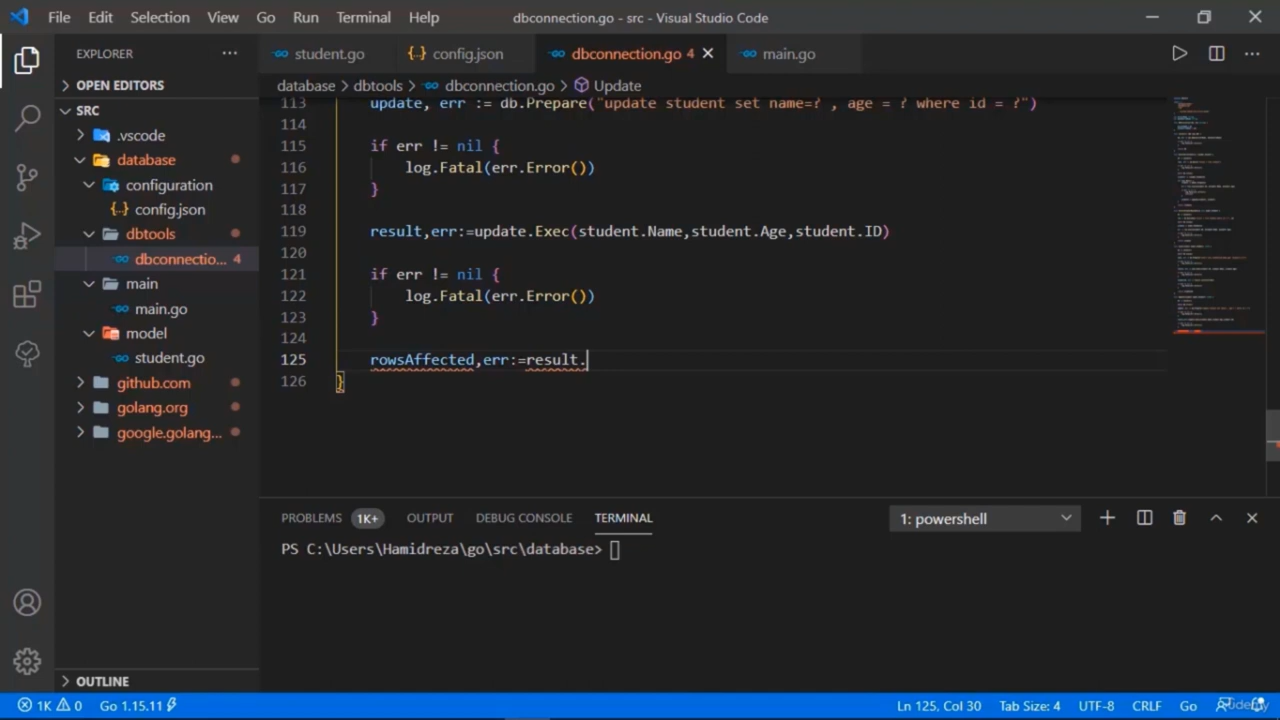 File Edit Selection View Go Run Terminal Help dbconnection.go - src - Visual Studio Code
EXPLORER ... student.go {..} config.json dbconnection.go 4 main.go ...
OPEN EDITORS
database > dbtools > dbconnection.go > Update
SRC
.vscode
database
configuration
{..} config.json
dbtools
dbconnectio... 4
main
main.go
model
student.go
github.com
golang.org
google.golang...
OUTLINE
113 update, err := db.Prepare("update student set name=? , age = ? where id = ?")
114
115 if err != nil {
116 log.Fatal(err.Error())
117 }
118
119 result,err:=update.Exec(student.Name,student.Age,student.ID)
120
121 if err != nil {
122 log.Fatal(err.Error())
123 }
124
125 rowsAffected,err:=result.
126 }
PROBLEMS 1K+ OUTPUT DEBUG CONSOLE TERMINAL 1: powershell
PS C:\Users\Hamidreza\go\src\database>
1K 0 Go 1.15.11 Ln 125, Col 30 Tab Size: 4 UTF-8 CRLF Go